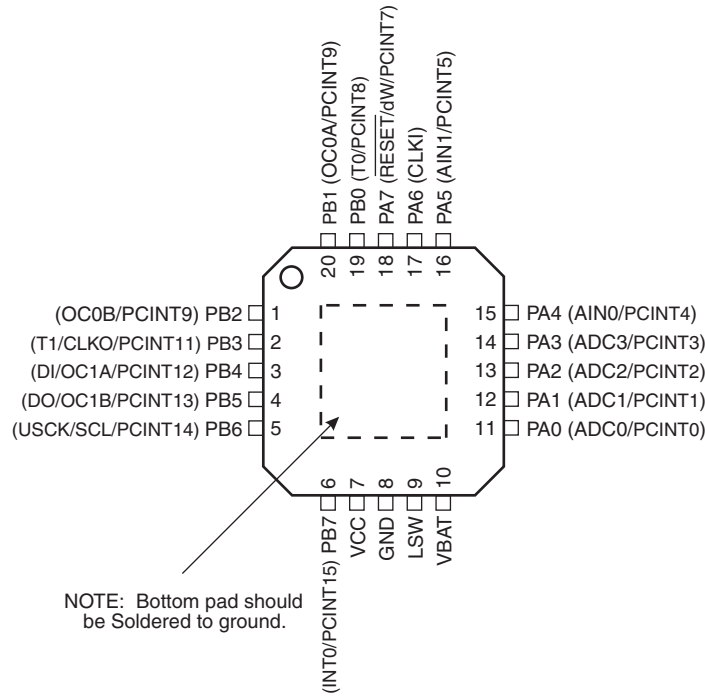 PB1 (OC0A/PCINT9)
PB0 (T0/PCINT8)
PA7 (RESET/dW/PCINT7)
PA6 (CLKI)
PA5 (AIN1/PCINT5)
20 19 18 17 16
(OC0B/PCINT9) PB2 1
(T1/CLKO/PCINT11) PB3 2
(DI/OC1A/PCINT12) PB4 3
(DO/OC1B/PCINT13) PB5 4
(USCK/SCL/PCINT14) PB6 5
15 PA4 (AIN0/PCINT4)
14 PA3 (ADC3/PCINT3)
13 PA2 (ADC2/PCINT2)
12 PA1 (ADC1/PCINT1)
11 PA0 (ADC0/PCINT0)
6 7 8 9 10
(INT0/PCINT15) PB7
VCC
GND
LSW
VBAT
NOTE: Bottom pad should
be Soldered to ground.